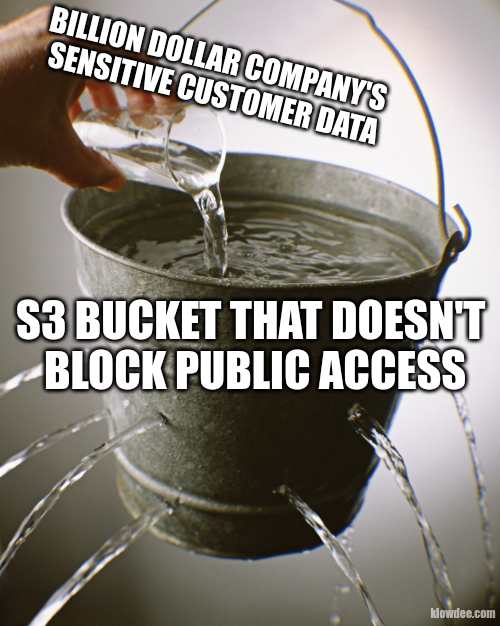 BILLION DOLLAR COMPANY'S
SENSITIVE CUSTOMER DATA
S3 BUCKET THAT DOESN'T
BLOCK PUBLIC ACCESS
klowdee.com